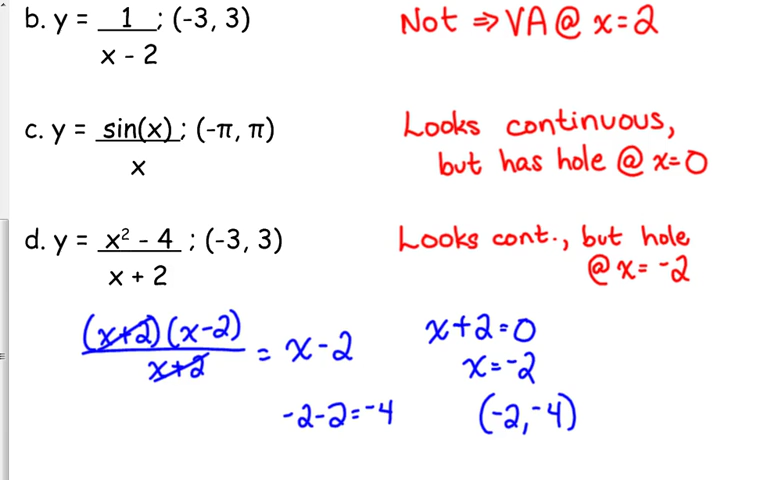 b. y = 1 ; (-3, 3)
x - 2
Not ⇒ VA @ x = 2
c. y = sin(x) ; (-π, π)
x
Looks continuous,
but has hole @ x=0
d. y = x² - 4 ; (-3, 3)
x + 2
Looks cont., but hole
@ x = -2
(x+2)(x-2)
x+2
= x - 2
-2-2=-4
x+2=0
x=-2
(-2,-4)